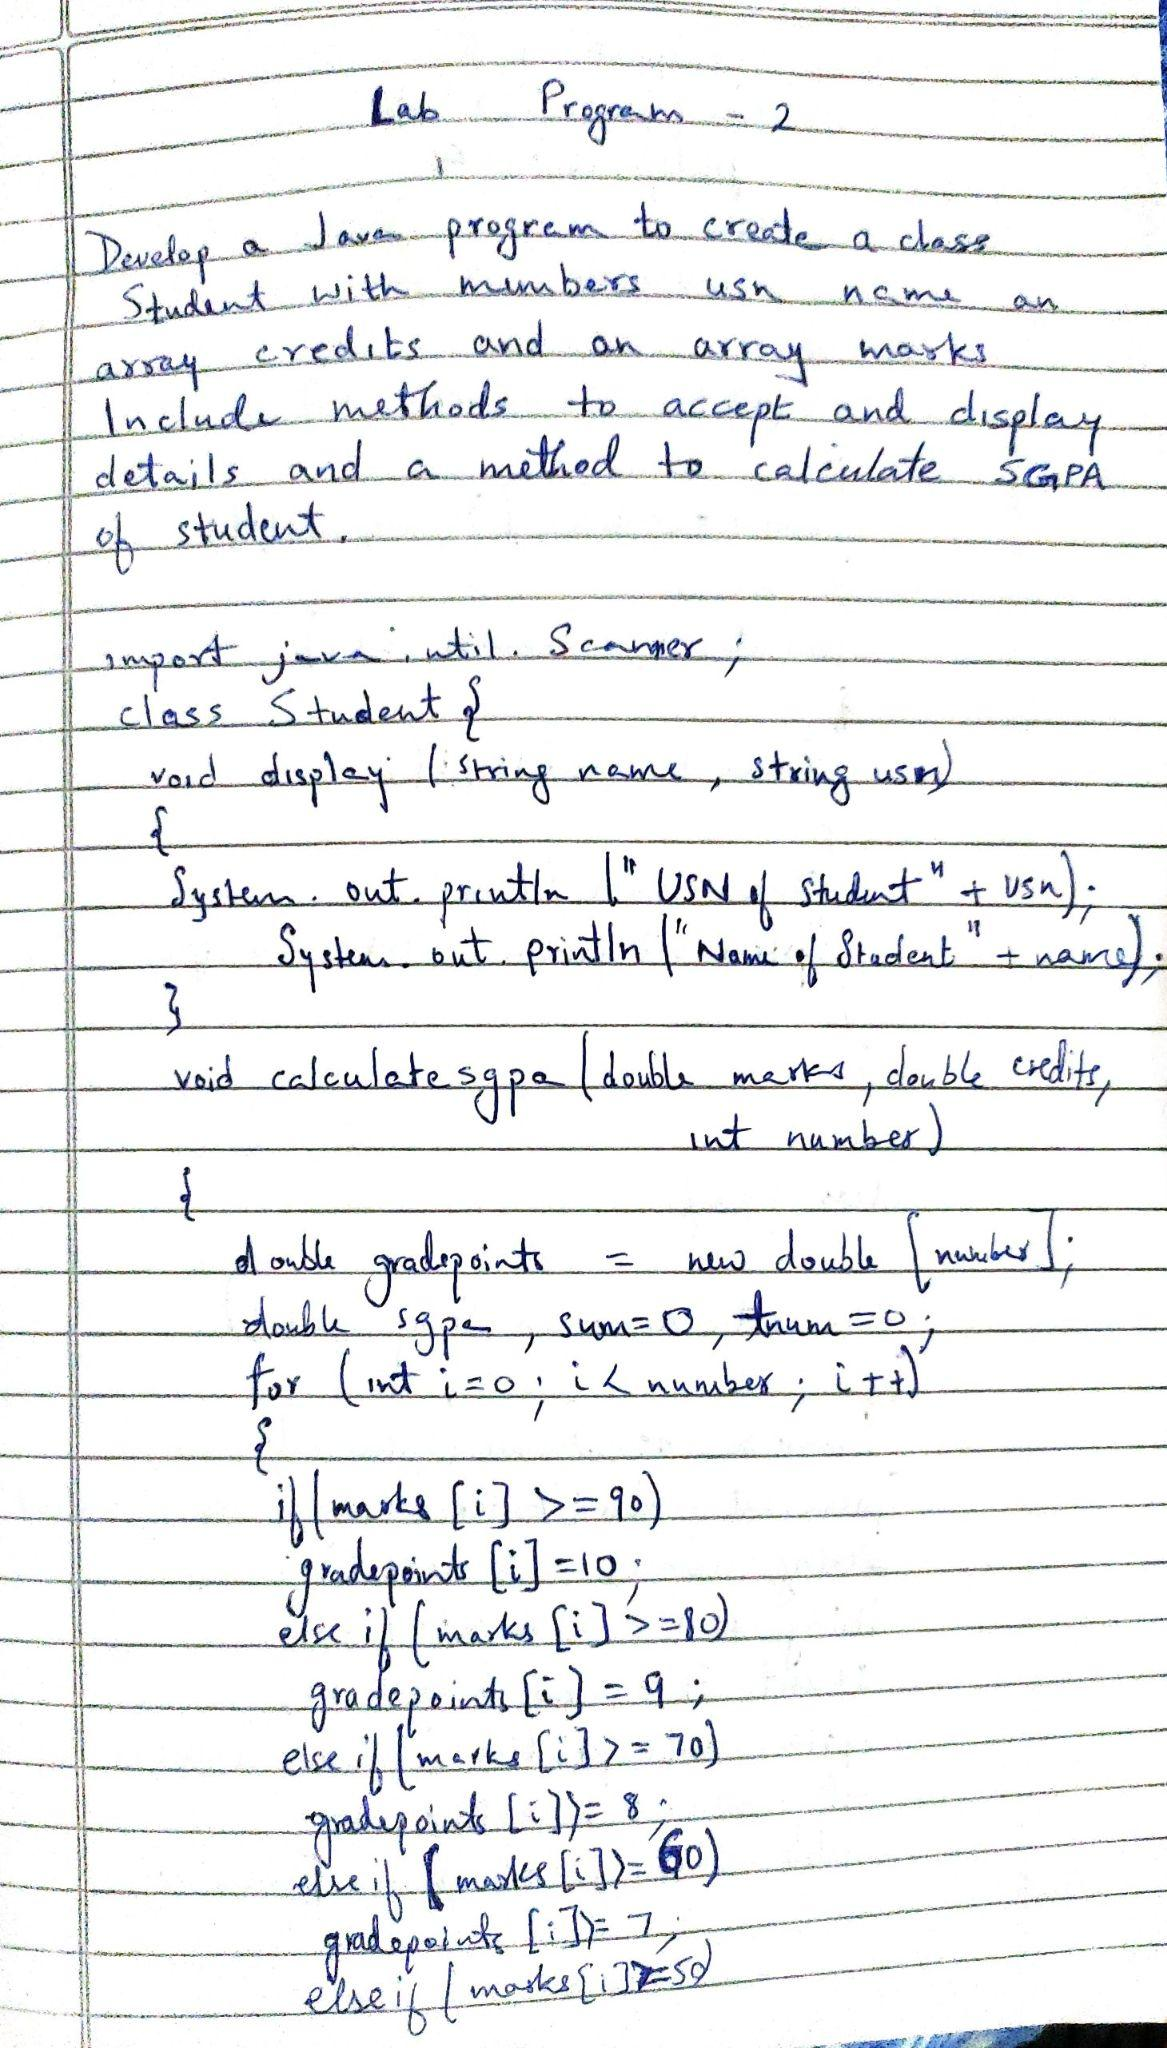 Lab Program - 2
Develop a Java program to create a class
Student with members usn name an
array credits and an array marks
Include methods to accept and display
details and a method to calculate SGPA
of student.
import java.util.Scanner;
class Student {
void display (string name, string usn)
{
System.out.println ("USN of student" + usn);
System.out.println ("Name of Student" + name);
}
void calculatesgpa (double marks, double credits,
int number)
{
double gradepoints = new double [number];
double sgpa, sum=0, tnum=0;
for (int i=0; i< number; i++)
{
if (marks [i] >=90)
gradepoints [i] =10;
else if (marks [i] >=80)
gradepoints [i] = 9;
else if (marks [i] >= 70)
gradepoints [i] >= 8;
else if (marks [i] >= 60)
gradepoints [i] >= 7;
else if (marks [i] >=50)